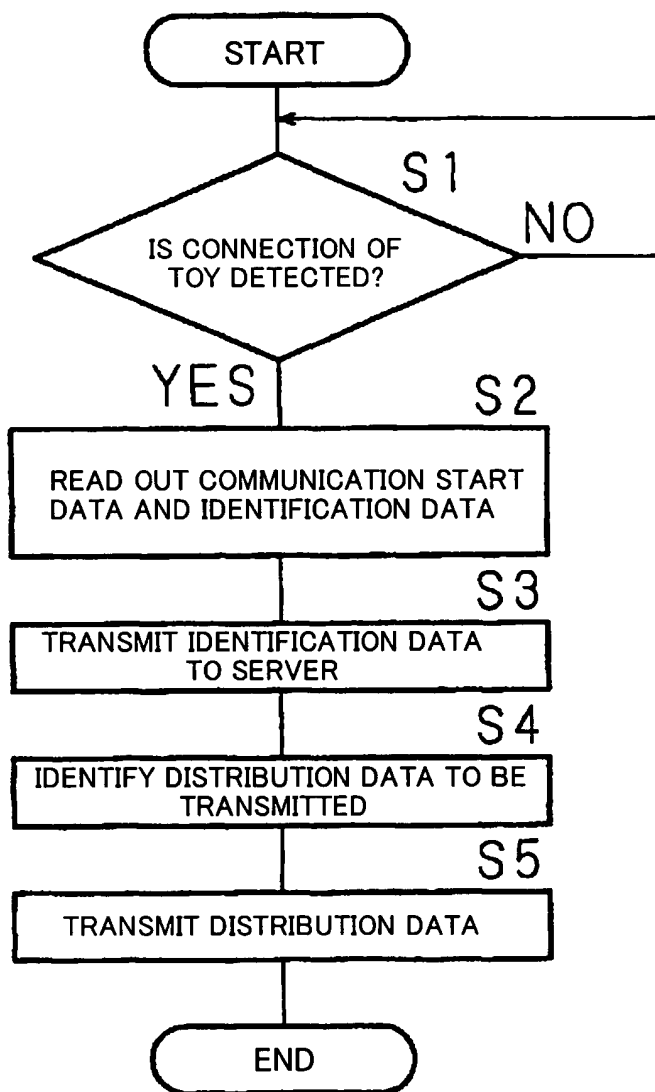 START
S1
IS CONNECTION OF
TOY DETECTED?
NO
YES
S2
READ OUT COMMUNICATION START
DATA AND IDENTIFICATION DATA
S3
TRANSMIT IDENTIFICATION DATA
TO SERVER
S4
IDENTIFY DISTRIBUTION DATA TO BE
TRANSMITTED
S5
TRANSMIT DISTRIBUTION DATA
END